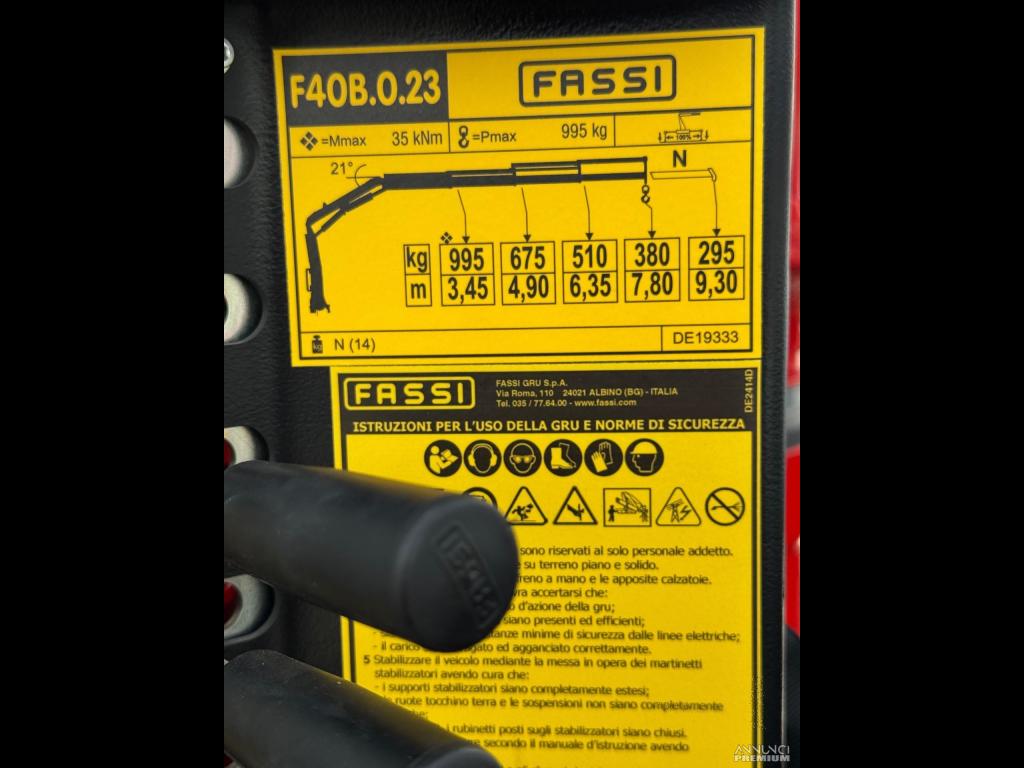 F40B.0.23
FASSI
=Mmax 35 kNm
=Pmax 995 kg
100%
21°
N
kg 995 675 510 380 295
m 3,45 4,90 6,35 7,80 9,30
kg N (14)
DE19333
FASSI
FASSI GRU S.p.A.
Via Roma, 110 24021 ALBINO (BG) - ITALIA
Tel. 035 / 77.64.00 - www.fassi.com
DE2414D
ISTRUZIONI PER L'USO DELLA GRU E NORME DI SICUREZZA
sono riservati al solo personale addetto.
su terreno piano e solido.
a mano e le apposite calzatoie.
accertarsi che:
d'azione della gru;
siano presenti ed efficienti;
minime di sicurezza dalle linee elettriche;
- il carico ed agganciato correttamente.
5 Stabilizzare il veicolo mediante la messa in opera dei martinetti
stabilizzatori avendo cura che:
- i supporti stabilizzatori siano completamente estesi;
ruote tocchino terra e le sospensioni non siano completamente
i rubinetti posti sugli stabilizzatori siano chiusi.
secondo il manuale d'istruzione avendo
FASSI
ANNUNCI
PREMIUM